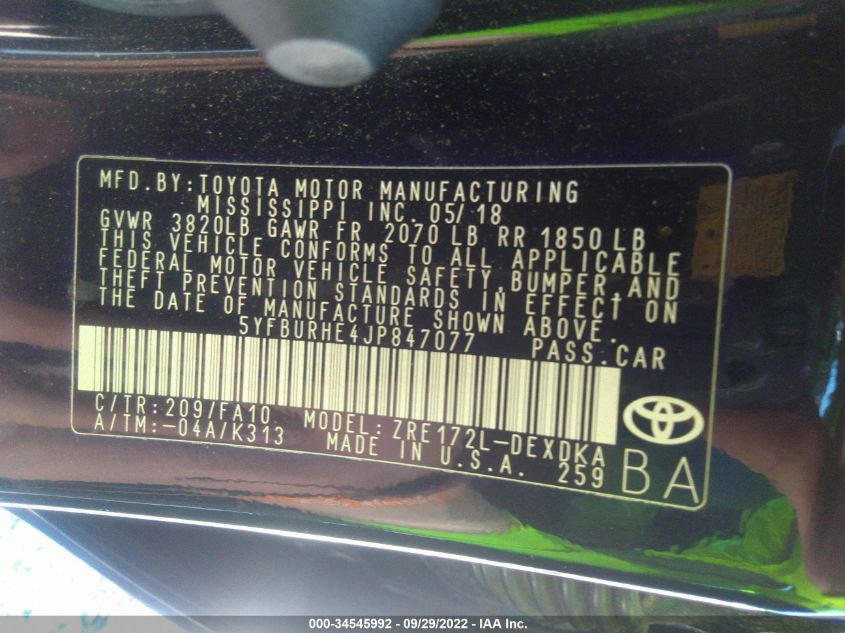 MFD.BY:TOYOTA MOTOR MANUFACTURING
MISSISSIPPI INC. 05/18
GVWR 3820LB GAWR FR 2070 LB RR 1850 LB
THIS VEHICLE CONFORMS TO ALL APPLICABLE
FEDERAL MOTOR VEHICLE SAFETY,BUMPER,AND
THEFT PREVENTION STANDARDS IN EFFECT ON
THE DATE OF MANUFACTURE SHOWN ABOVE.
5YFBURHE4JP847077 PASS.CAR
C/TR:209/FA10 MODEL:ZRE172L-DEXDKA
A/TM:-04A/K313 MADE IN U.S.A. 259
BA
000-34545992 - 09/29/2022 - IAA Inc.